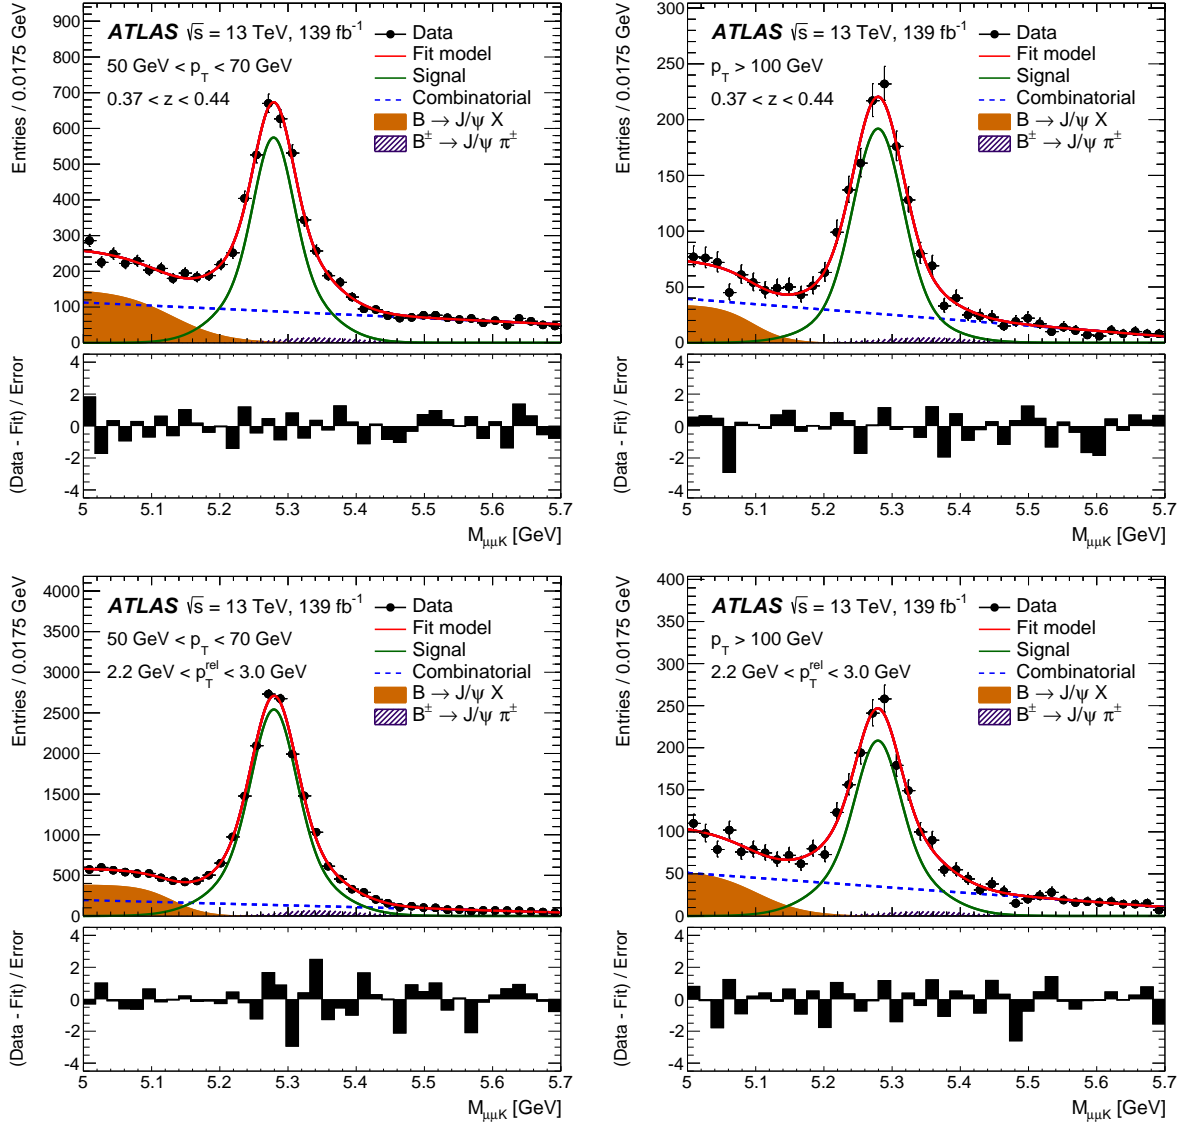 Entries / 0.0175 GeV
900
800
700
600
500
400
300
200
100
0
ATLAS √s = 13 TeV, 139 fb⁻¹
50 GeV < p_T < 70 GeV
0.37 < z < 0.44
Data
Fit model
Signal
Combinatorial
B → J/ψ X
B± → J/ψ π±
(Data - Fit) / Error
4
2
0
−2
−4
5 5.1 5.2 5.3 5.4 5.5 5.6 5.7
M_μμK [GeV]
Entries / 0.0175 GeV
300
250
200
150
100
50
0
ATLAS √s = 13 TeV, 139 fb⁻¹
p_T > 100 GeV
0.37 < z < 0.44
Data
Fit model
Signal
Combinatorial
B → J/ψ X
B± → J/ψ π±
(Data - Fit) / Error
4
2
0
−2
−4
5 5.1 5.2 5.3 5.4 5.5 5.6 5.7
M_μμK [GeV]
Entries / 0.0175 GeV
4000
3500
3000
2500
2000
1500
1000
500
0
ATLAS √s = 13 TeV, 139 fb⁻¹
50 GeV < p_T < 70 GeV
2.2 GeV < p_T^rel < 3.0 GeV
Data
Fit model
Signal
Combinatorial
B → J/ψ X
B± → J/ψ π±
(Data - Fit) / Error
4
2
0
−2
−4
5 5.1 5.2 5.3 5.4 5.5 5.6 5.7
M_μμK [GeV]
Entries / 0.0175 GeV
400
350
300
250
200
150
100
50
0
ATLAS √s = 13 TeV, 139 fb⁻¹
p_T > 100 GeV
2.2 GeV < p_T^rel < 3.0 GeV
Data
Fit model
Signal
Combinatorial
B → J/ψ X
B± → J/ψ π±
(Data - Fit) / Error
4
2
0
−2
−4
5 5.1 5.2 5.3 5.4 5.5 5.6 5.7
M_μμK [GeV]